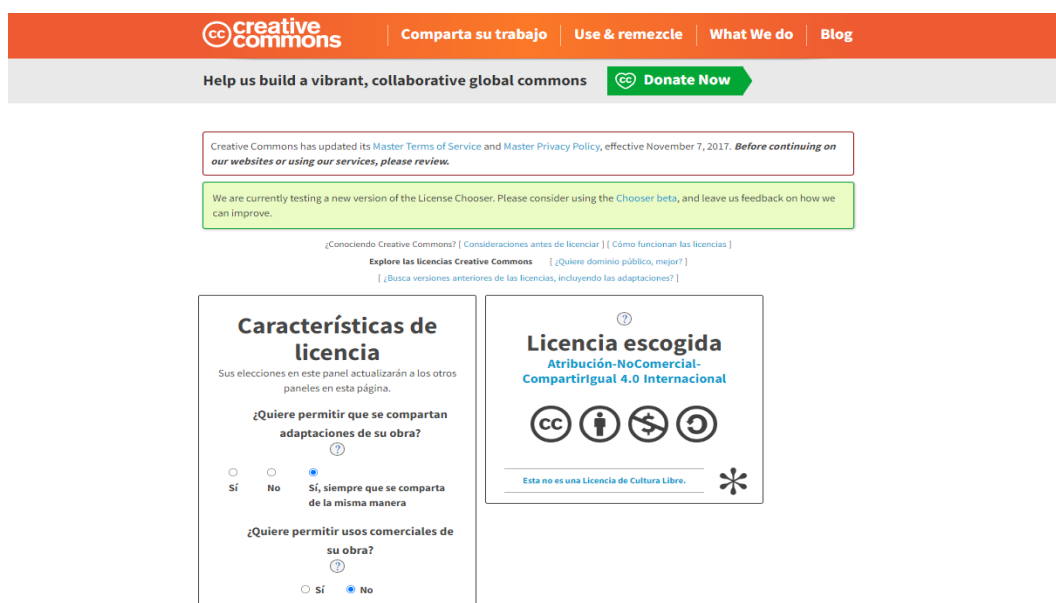 creative commons
Comparta su trabajo
Use & remezcle
What We do
Blog
Help us build a vibrant, collaborative global commons
Donate Now
Creative Commons has updated its Master Terms of Service and Master Privacy Policy, effective November 7, 2017. Before continuing on
our websites or using our services, please review.
We are currently testing a new version of the License Chooser. Please consider using the Chooser beta, and leave us feedback on how we
can improve.
¿Conociendo Creative Commons? [ Consideraciones antes de licenciar ] [ Cómo funcionan las licencias ]
Explore las licencias Creative Commons [ ¿Quiere dominio público, mejor? ]
[ ¿Busca versiones anteriores de las licencias, incluyendo las adaptaciones? ]
Características de
licencia
Sus elecciones en este panel actualizarán a los otros
paneles en esta página.
¿Quiere permitir que se compartan
adaptaciones de su obra?
?
Sí
No
Sí, siempre que se comparta
de la misma manera
¿Quiere permitir usos comerciales de
su obra?
?
Sí
No
?
Licencia escogida
Atribución-NoComercial-
CompartirIgual 4.0 Internacional
cc
Esta no es una Licencia de Cultura Libre.